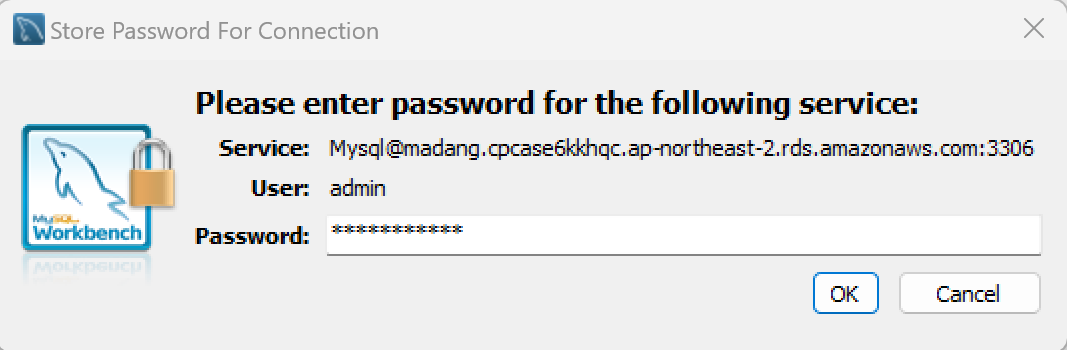 Store Password For Connection
Please enter password for the following service:
Service: Mysql@madang.cpcase6kkhqc.ap-northeast-2.rds.amazonaws.com:3306
User: admin
Password: ***********
MySQL
Workbench
OK Cancel